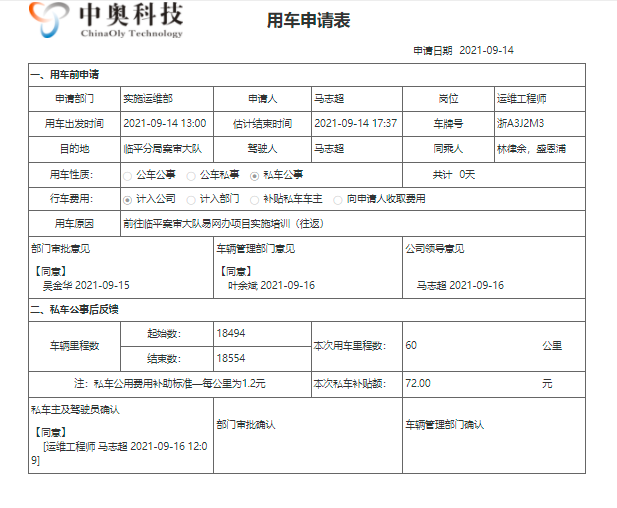 中奥科技
ChinaOly Technology
用车申请表
申请日期 2021-09-14
一、用车前申请
申请部门 实施运维部 申请人 马志超 岗位 运维工程师
用车出发时间 2021-09-14 13:00 估计结束时间 2021-09-14 17:37 车牌号 浙A3J2M3
目的地 临平分局案审大队 驾驶人 马志超 同乘人 林律余，盛恩浦
用车性质： 公车公事 公车私事 私车公事 共计 0天
行车费用： 计入公司 计入部门 补贴私车车主 向申请人收取费用
用车原因 前往临平案审大队易网办项目实施培训（往返）
部门审批意见 车辆管理部门意见 公司领导意见
【同意】 【同意】
吴金华 2021-09-15 叶余斌 2021-09-16 马志超 2021-09-16
二、私车公事后反馈
车辆里程数 起始数： 18494 本次用车里程数： 60 公里
结束数： 18554
注：私车公用费用补助标准—每公里为1.2元 本次私车补贴额： 72.00 元
私车主及驾驶员确认 部门审批确认 车辆管理部门确认
【同意】
[运维工程师 马志超 2021-09-16 12:0
9]